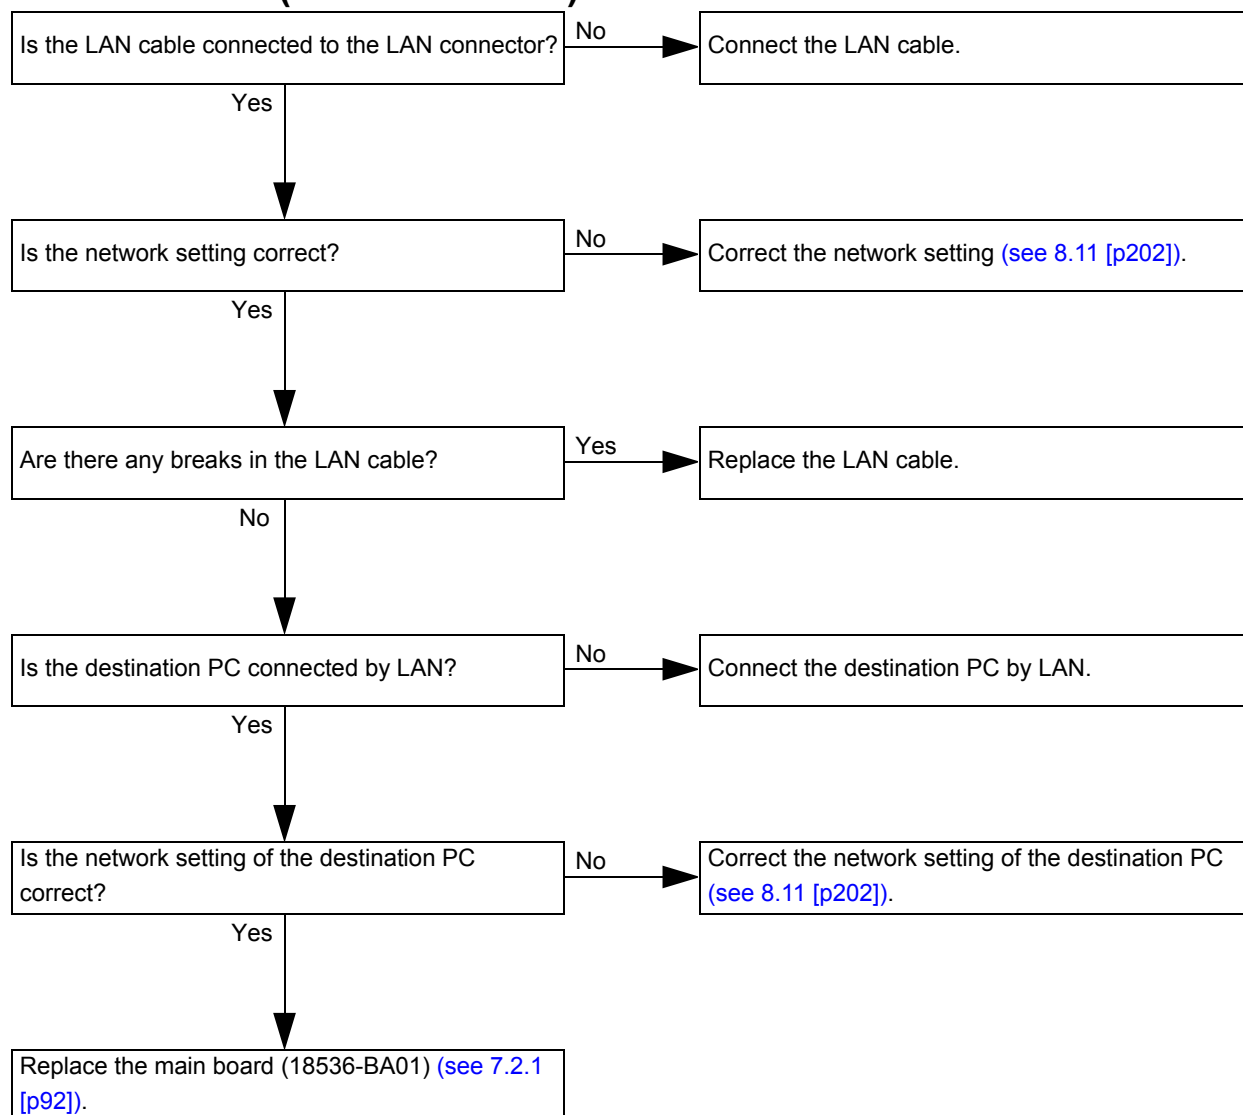 Is the LAN cable connected to the LAN connector?
No
Connect the LAN cable.
Yes
Is the network setting correct?
No
Correct the network setting (see 8.11 [p202]).
Yes
Are there any breaks in the LAN cable?
Yes
Replace the LAN cable.
No
Is the destination PC connected by LAN?
No
Connect the destination PC by LAN.
Yes
Is the network setting of the destination PC
correct?
No
Correct the network setting of the destination PC
(see 8.11 [p202]).
Yes
Replace the main board (18536-BA01) (see 7.2.1
[p92]).